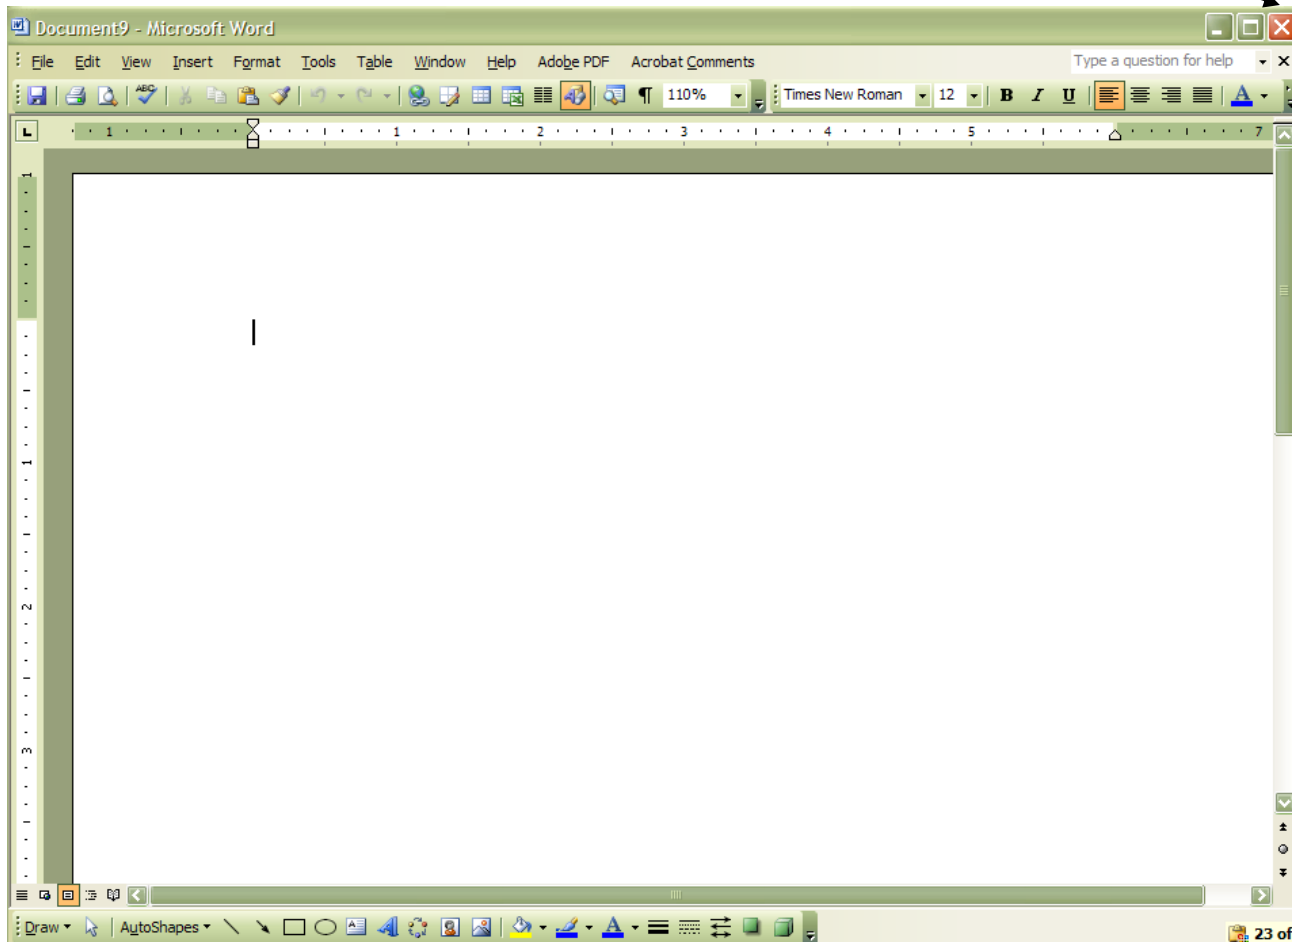 Document9 - Microsoft Word
File Edit View Insert Format Tools Table Window Help Adobe PDF Acrobat Comments Type a question for help
ABC 110% Times New Roman 12 B I U A
L 1 1 2 3 4 5 7
1
1
2
3
Draw AutoShapes A 23 of